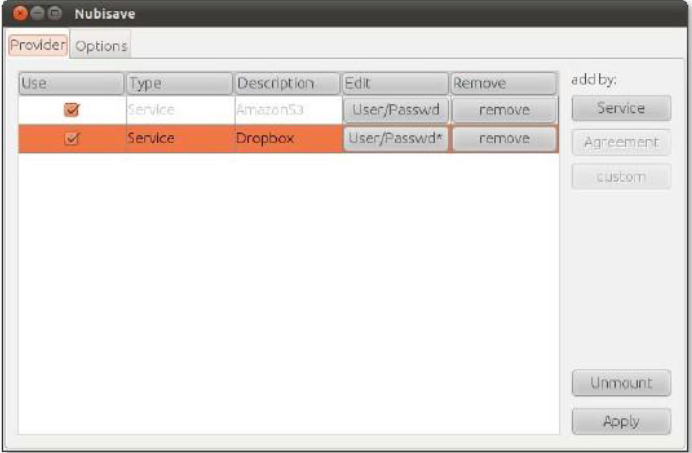 Nubisave
Provider Options
Use Type Description Edit Remove
Service AmazonS3 User/Passwd remove
Service Dropbox User/Passwd* remove
add by:
Service
Agreement
custom
Unmount
Apply